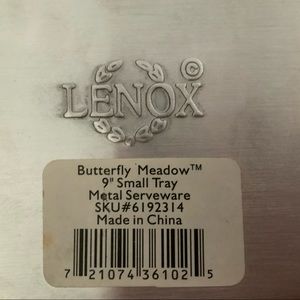 ©
LENOX
Butterfly Meadow™
9" Small Tray
Metal Serveware
SKU#6192314
Made in China
7 21074 36102 5